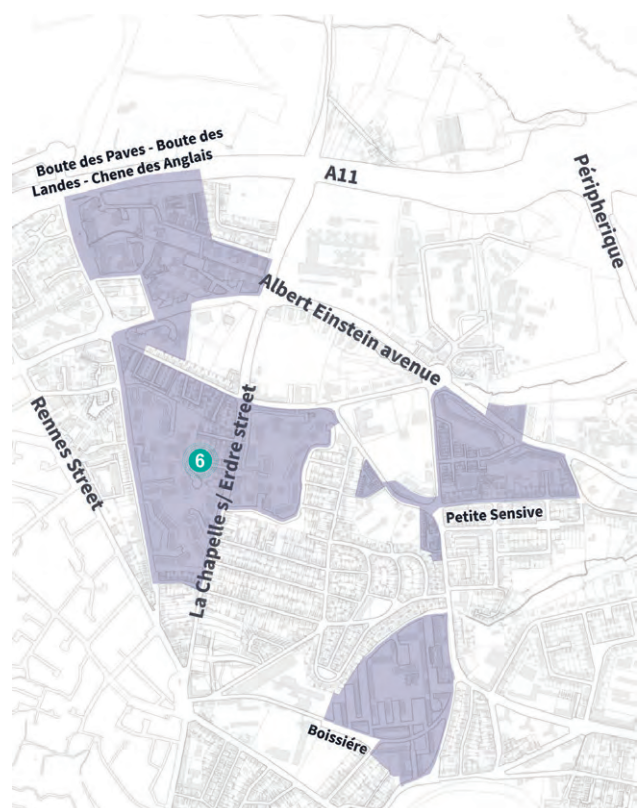 Boute des Paves - Boute des
Landes - Chene des Anglais
A11
Péripherique
Albert Einstein avenue
Rennes Street
La Chapelle s/ Erdre street
6
Petite Sensive
Boissiére